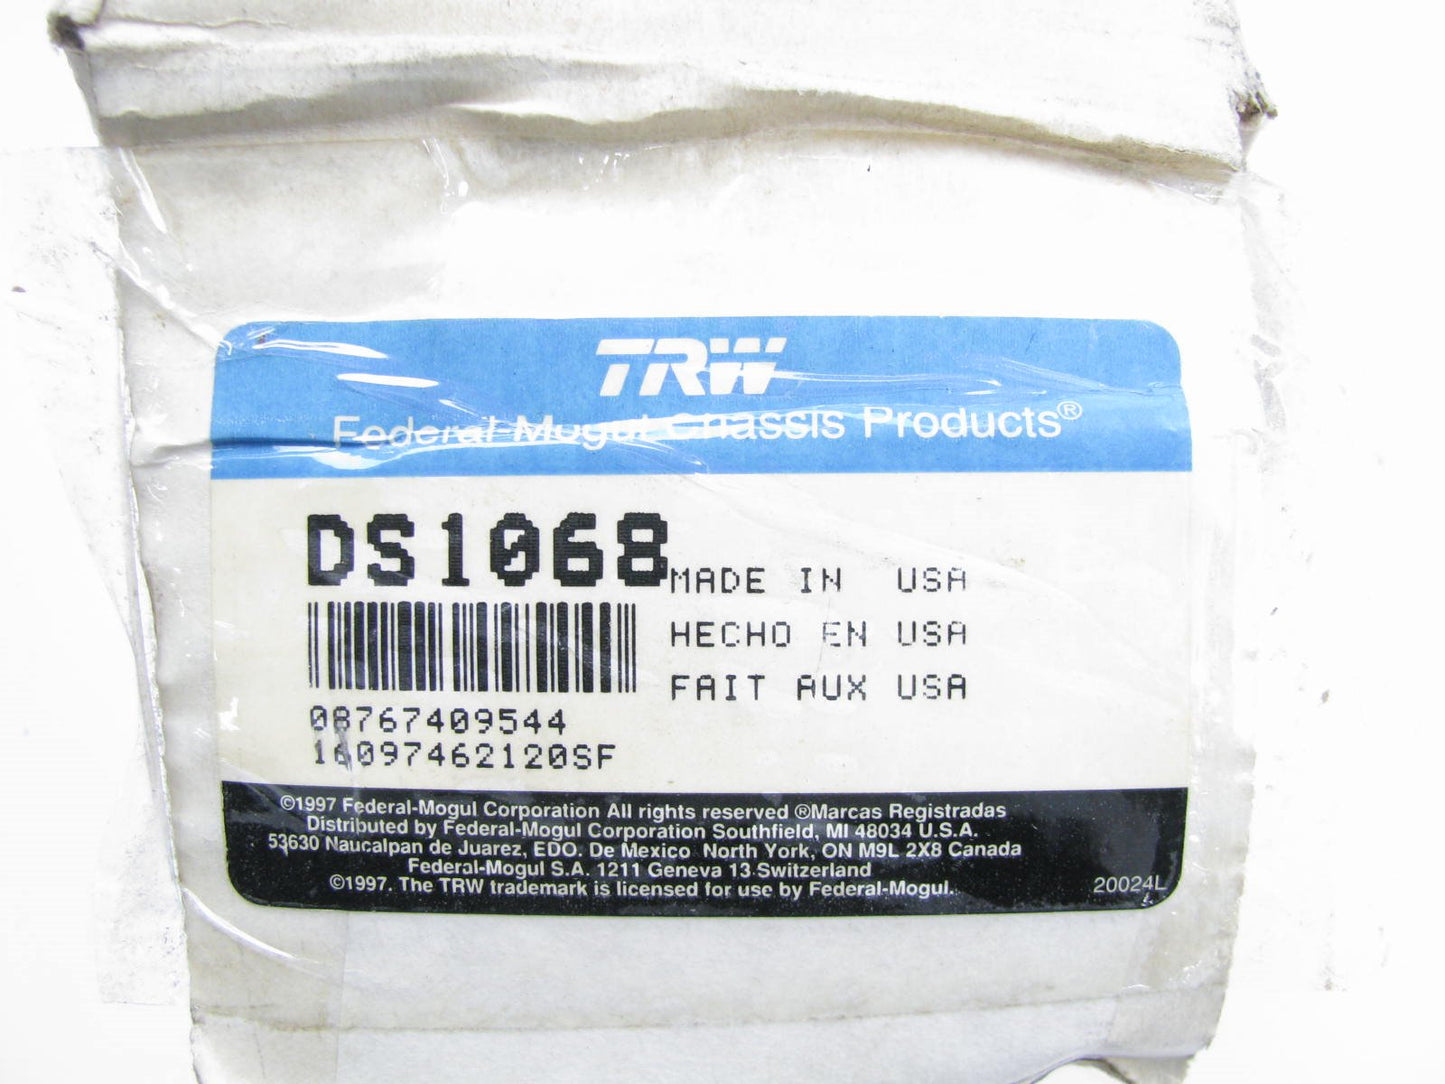 TRW
Federal-Mogul Chassis Products®
DS1068
MADE IN USA
HECHO EN USA
FAIT AUX USA
08767409544
16097462120SF
©1997 Federal-Mogul Corporation All rights reserved ®Marcas Registradas
Distributed by Federal-Mogul Corporation Southfield, MI 48034 U.S.A.
53630 Naucalpan de Juarez, EDO. De Mexico North York, ON M9L 2X8 Canada
Federal-Mogul S.A. 1211 Geneva 13 Switzerland
©1997. The TRW trademark is licensed for use by Federal-Mogul.
20024L